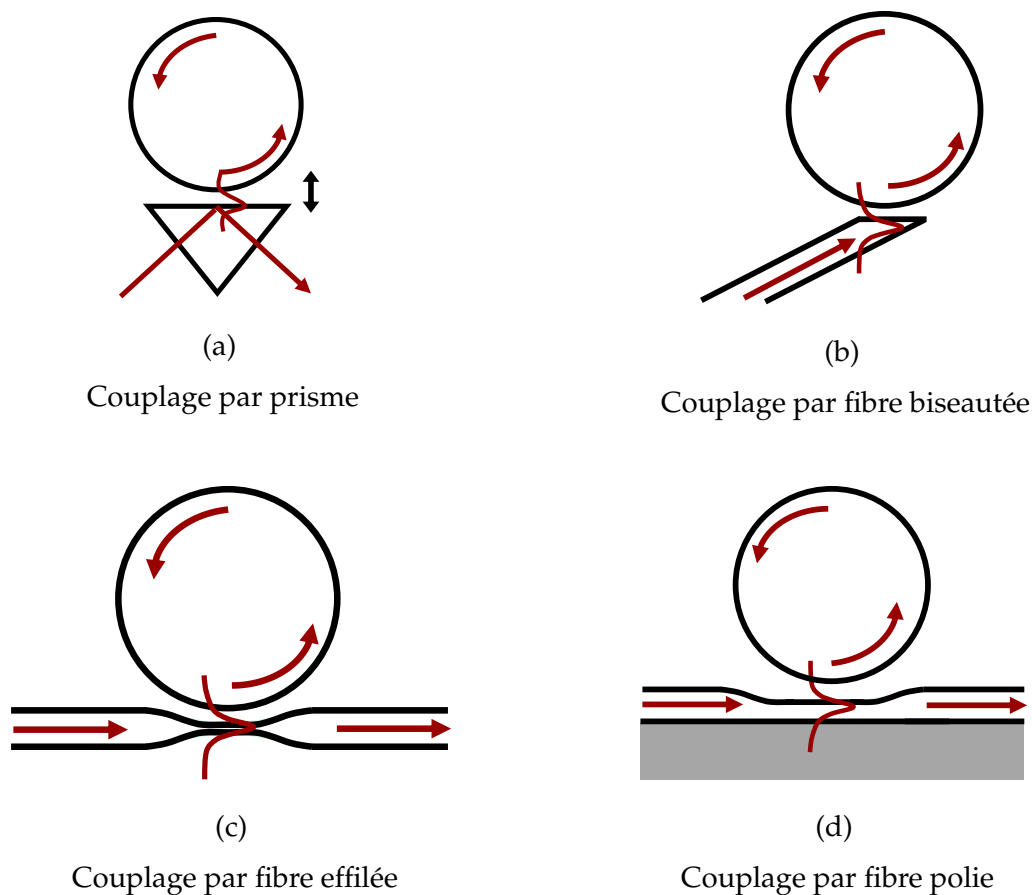 (a)
Couplage par prisme
(b)
Couplage par fibre biseautée
(c)
Couplage par fibre effilée
(d)
Couplage par fibre polie